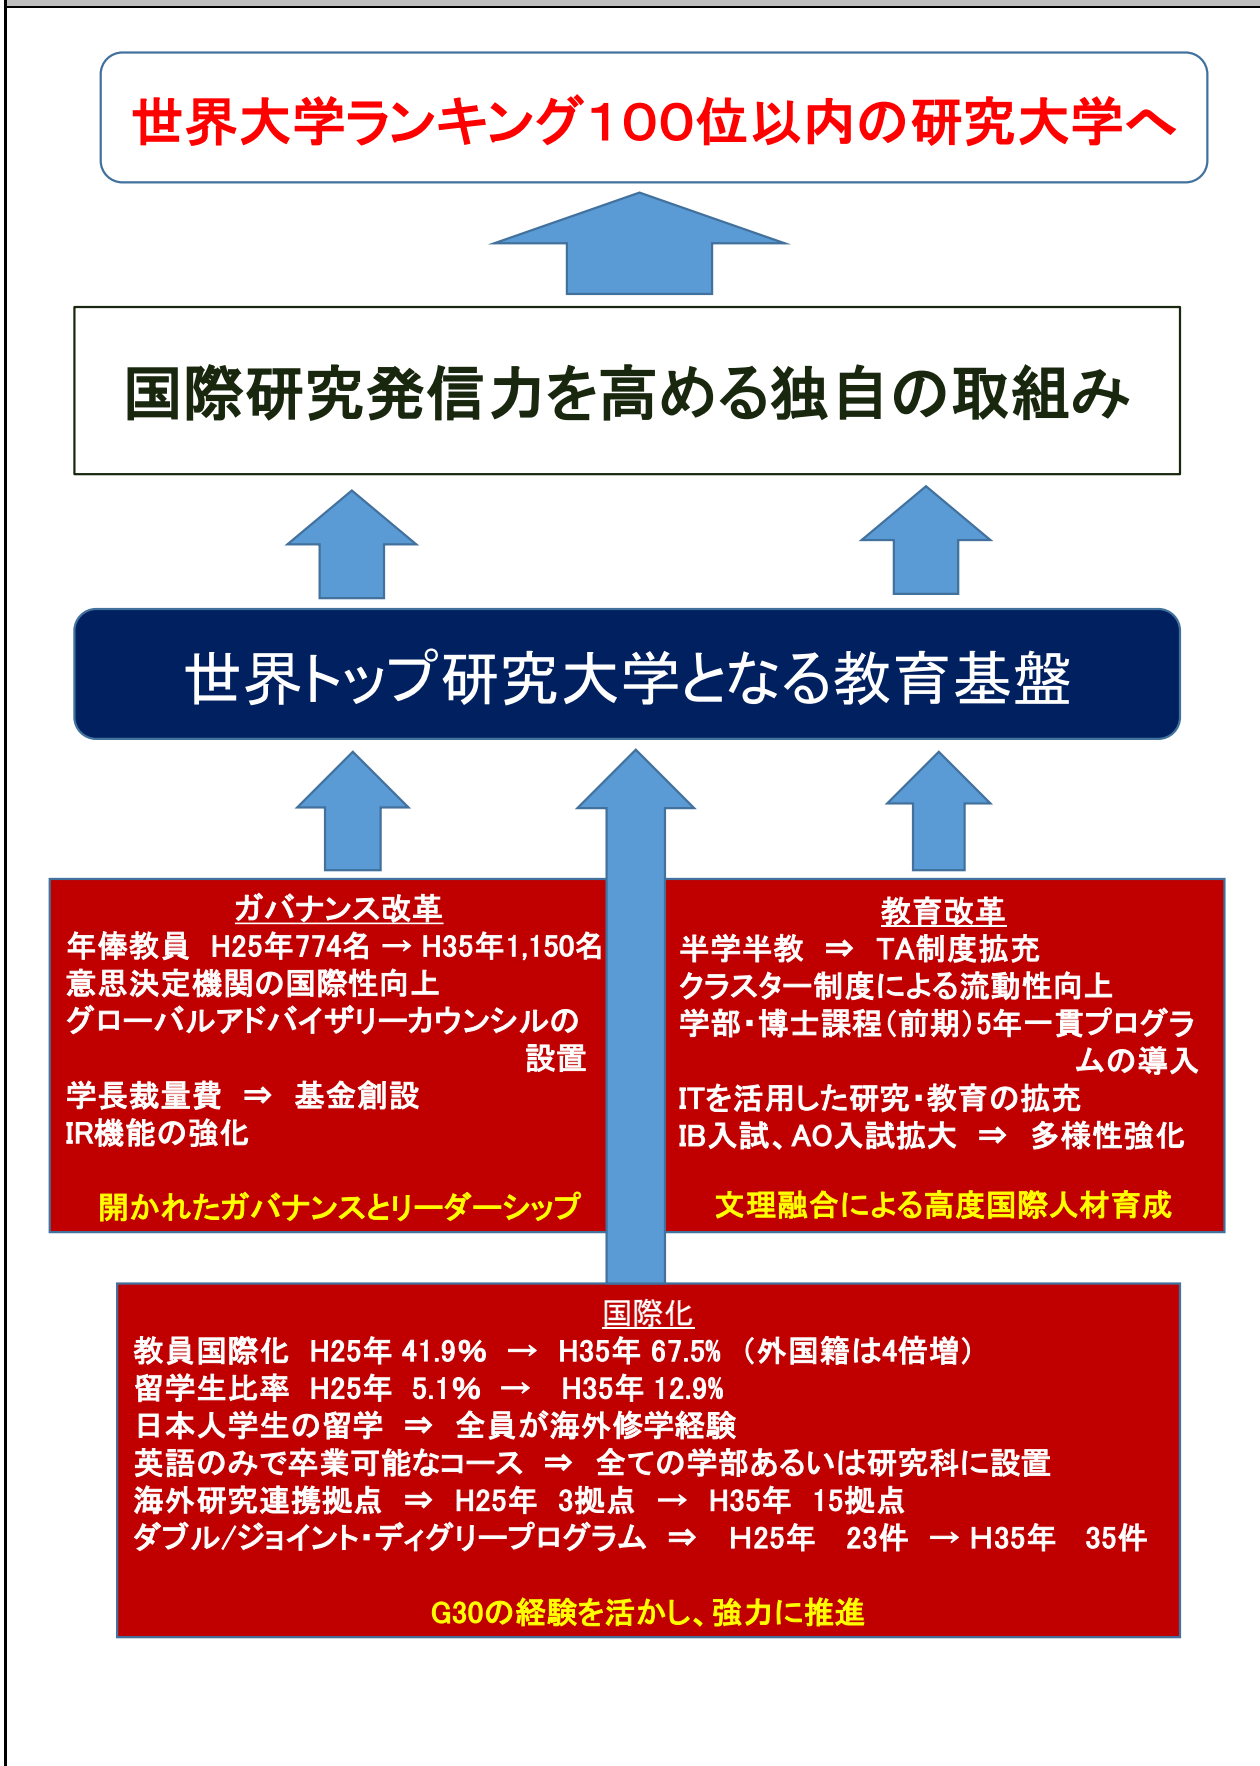 世界大学ランキング100位以内の研究大学へ
国際研究発信力を高める独自の取組み
世界トップ研究大学となる教育基盤
ガバナンス改革
年俸教員 H25年774名 → H35年1,150名
意思決定機関の国際性向上
グローバルアドバイザリーカウンシルの
設置
学長裁量費 ⇒ 基金創設
IR機能の強化
開かれたガバナンスとリーダーシップ
教育改革
半学半教 ⇒ TA制度拡充
クラスター制度による流動性向上
学部・博士課程(前期)5年一貫プログラ
ムの導入
ITを活用した研究・教育の拡充
IB入試、AO入試拡大 ⇒ 多様性強化
文理融合による高度国際人材育成
国際化
教員国際化 H25年 41.9% → H35年 67.5% (外国籍は4倍増)
留学生比率 H25年 5.1% → H35年 12.9%
日本人学生の留学 ⇒ 全員が海外修学経験
英語のみで卒業可能なコース ⇒ 全ての学部あるいは研究科に設置
海外研究連携拠点 ⇒ H25年 3拠点 → H35年 15拠点
ダブル/ジョイント・ディグリープログラム ⇒ H25年 23件 → H35年 35件
G30の経験を活かし、強力に推進